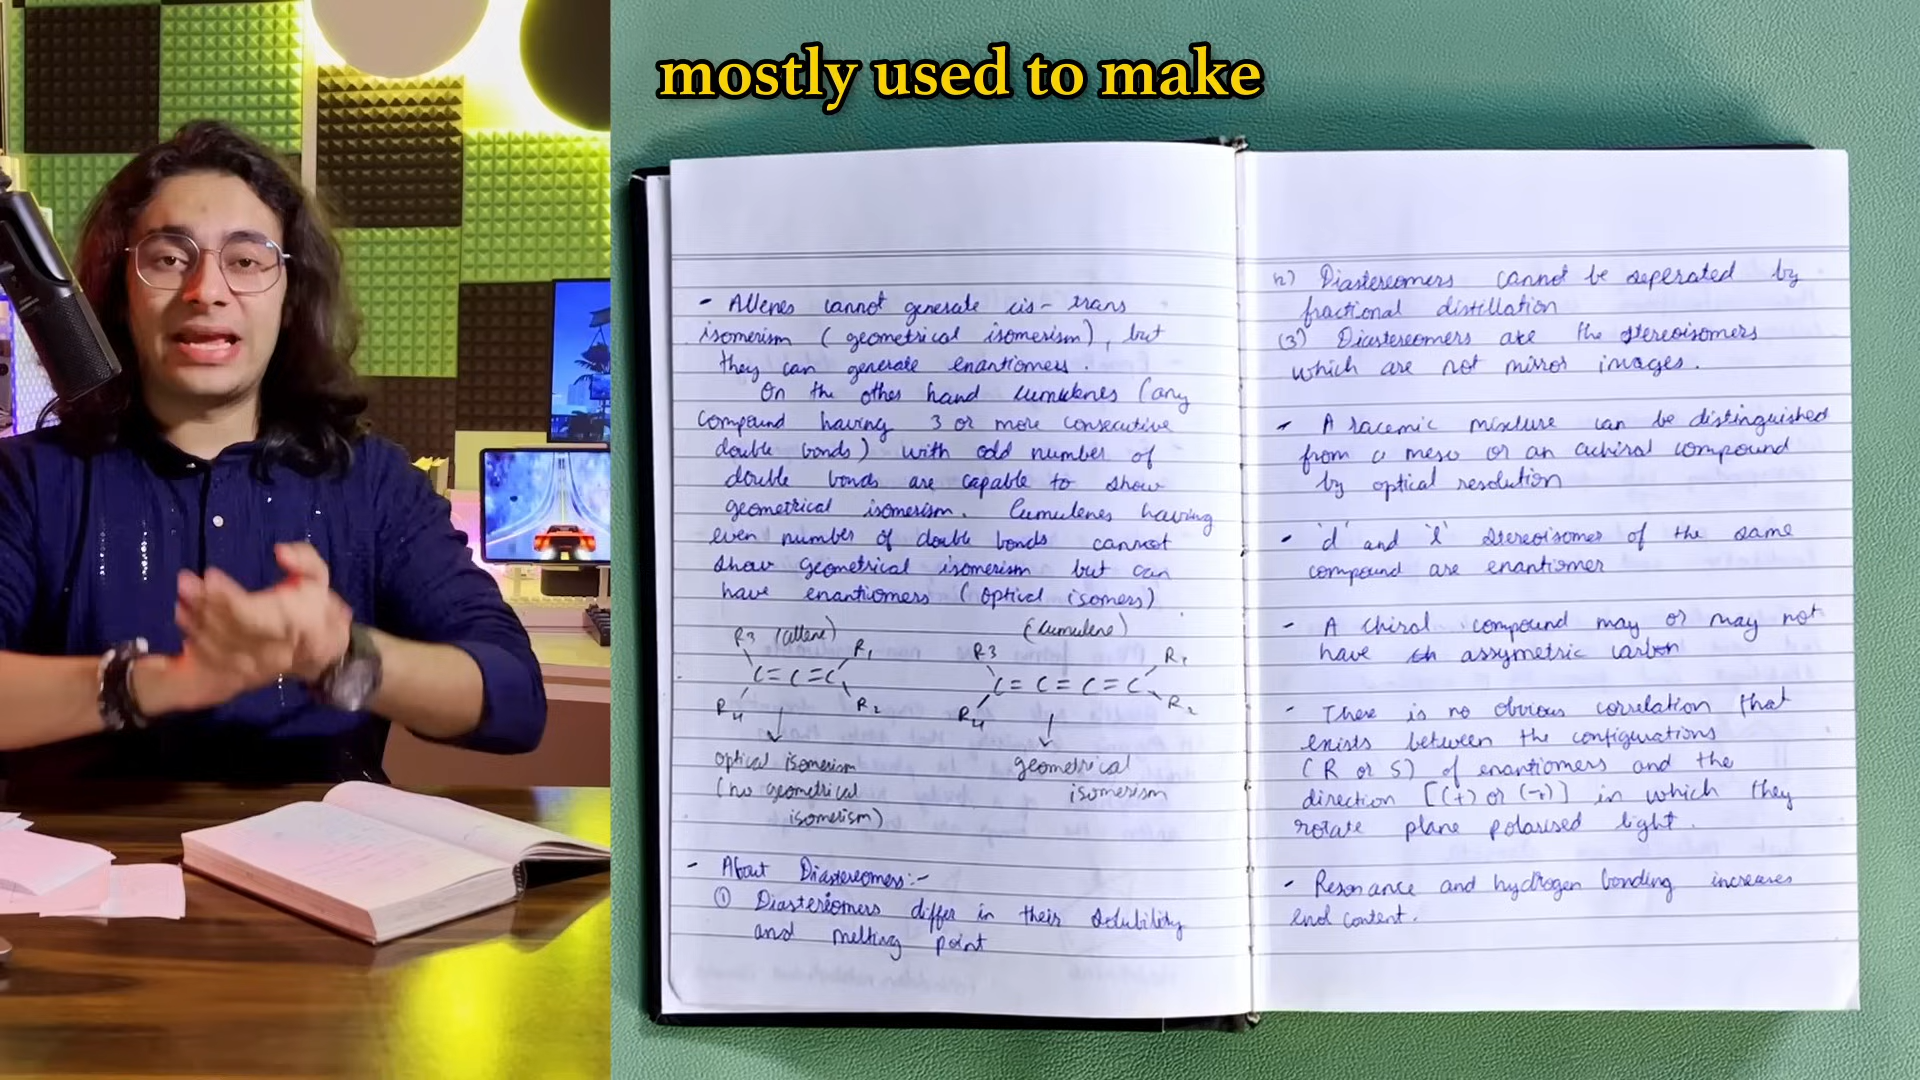 mostly used to make
- Allenes cannot generate cis - trans
isomerism (geometrical isomerism), but
they can generate enantiomers.
On the other hand cumulenes (any
compound having 3 or more consecutive
double bonds) with odd number of
double bonds are capable to show
geometrical isomerism. Cumulenes having
even number of double bonds cannot
show geometrical isomerism but can
have enantiomers (optical isomers)
(allene) (cumulene)
R3 R1 R3 R1
C=C=C C=C=C=C
R4 R2 R4 R2
optical isomerism geometrical
(no geometrical isomerism
isomerism)
- About Diastereomers:-
① Diastereomers differ in their solubility
and melting point
2) Diastereomers cannot be seperated by
fractional distillation
(3) Diastereomers are the stereoisomers
which are not mirror images.
- A racemic mixture can be distinguished
from a meso or an achiral compound
by optical resolution
- 'd' and 'l' stereoisomer of the same
compound are enantiomer
- A chiral compound may or may not
have assymetric carbon
- There is no obvious correlation that
exists between the configurations
(R or S) of enantiomers and the
direction [(+) or (-)] in which they
rotate plane polarised light.
- Resonance and hydrogen bonding increases
enol content.